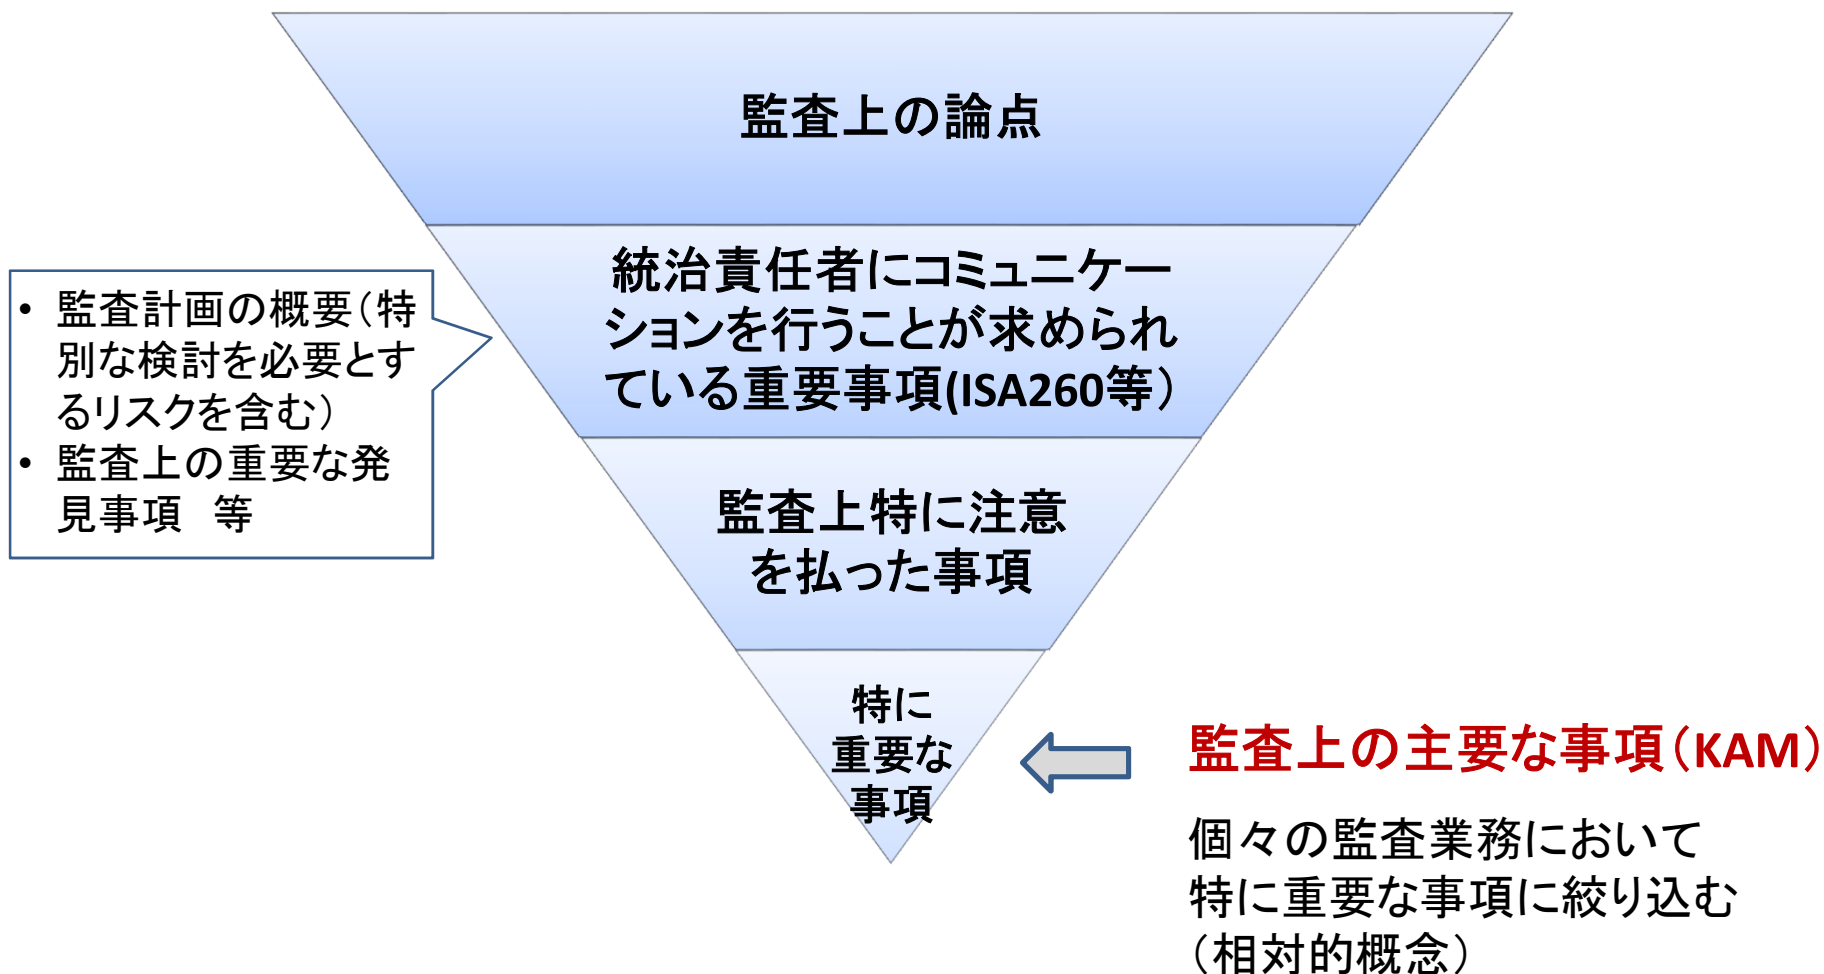 監査上の論点
統治責任者にコミュニケー
ションを行うことが求められ
ている重要事項(ISA260等）
• 監査計画の概要（特
別な検討を必要とす
るリスクを含む）
• 監査上の重要な発
見事項　等
監査上特に注意
を払った事項
特に
重要な
事項
監査上の主要な事項（KAM）
個々の監査業務において
特に重要な事項に絞り込む
（相対的概念）